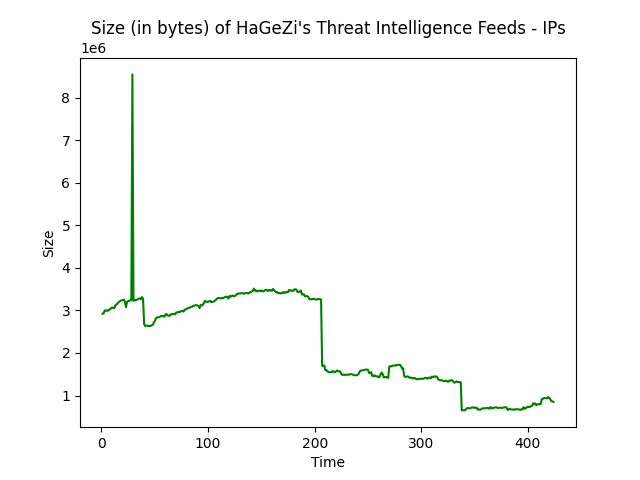 Size (in bytes) of HaGeZi's Threat Intelligence Feeds - IPs
1e6
8
7
6
5
4
3
2
1
Size
0 100 200 300 400
Time